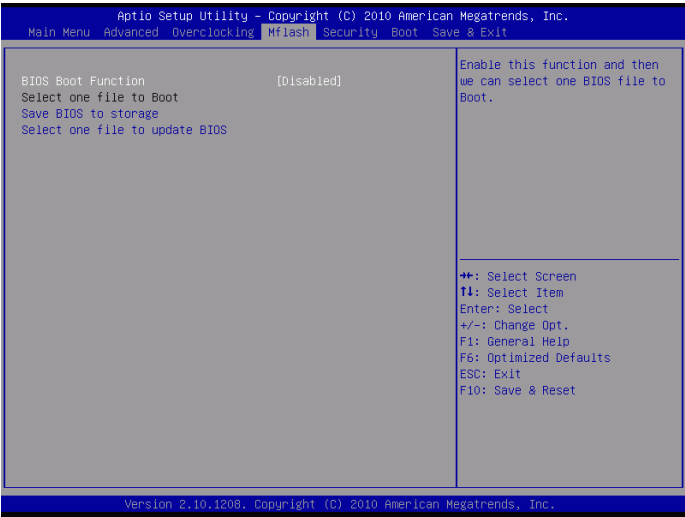 Aptio Setup Utility – Copyright (C) 2010 American Megatrends, Inc.
Main Menu Advanced Overclocking Mflash Security Boot Save & Exit
BIOS Boot Function [Disabled]
Select one file to Boot
Save BIOS to storage
Select one file to update BIOS
Enable this function and then
we can select one BIOS file to
Boot.
→←: Select Screen
↑↓: Select Item
Enter: Select
+/-: Change Opt.
F1: General Help
F6: Optimized Defaults
ESC: Exit
F10: Save & Reset
Version 2.10.1208. Copyright (C) 2010 American Megatrends, Inc.